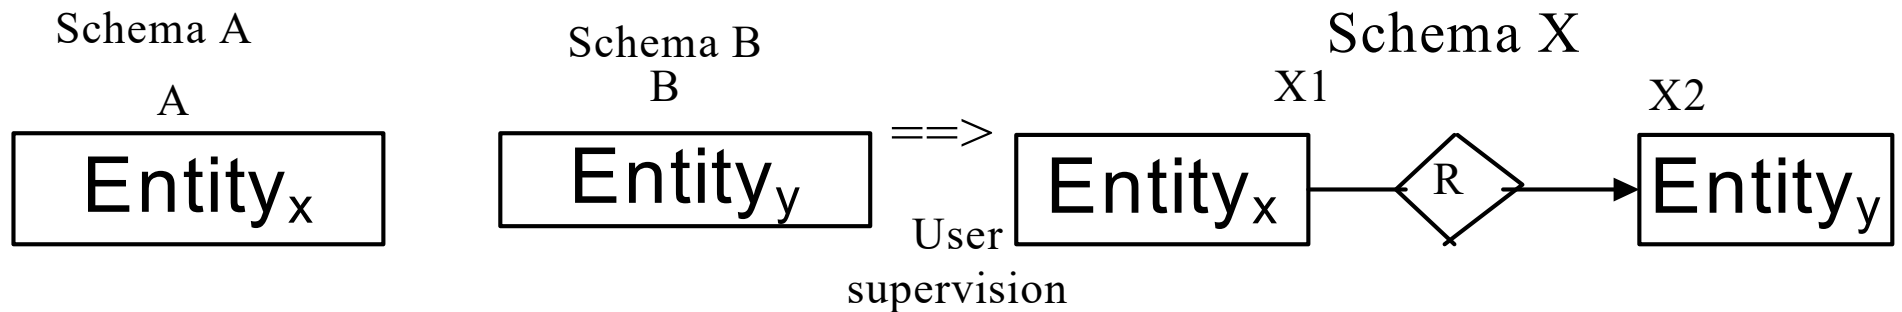 Schema A
A
Entityx
Schema B
B
Entityy
==>
User
supervision
Schema X
X1
Entityx
R
X2
Entityy